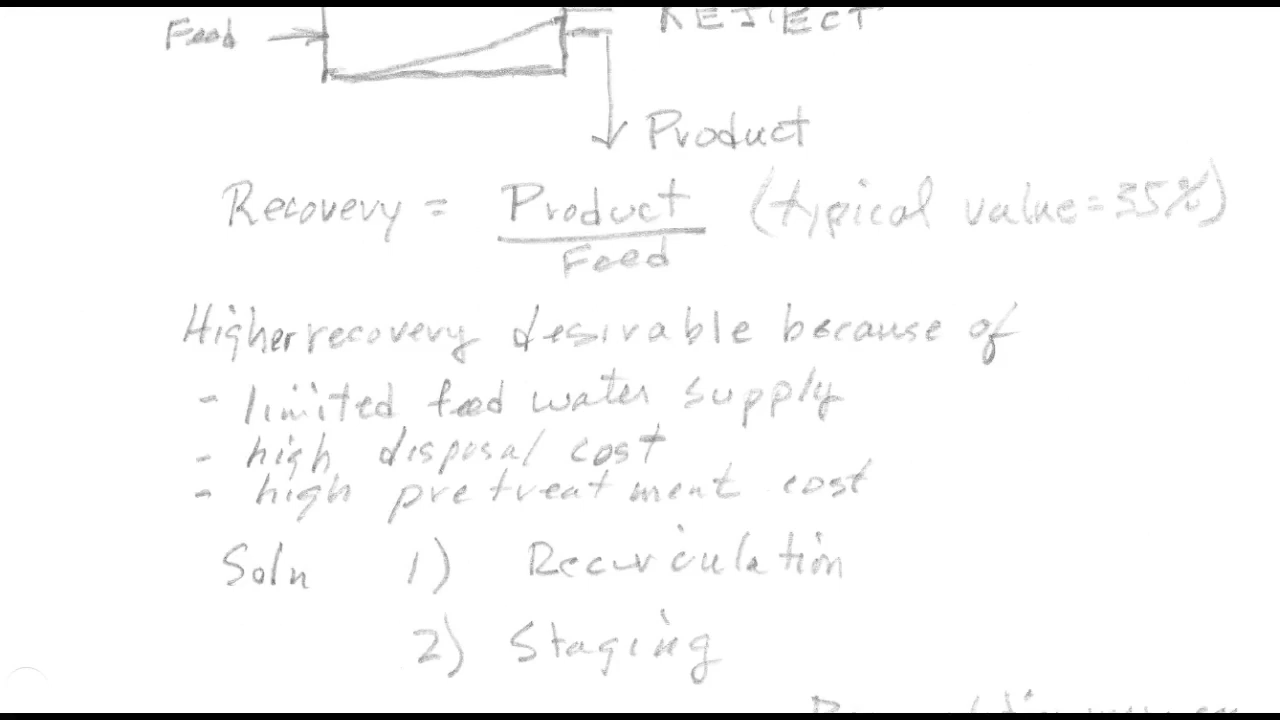 Feed
REJECT
Product
Recovery = Product / Feed (typical value = 35%)
Higher recovery desirable because of
- limited feed water supply
- high disposal cost
- high pretreatment cost
Soln 1) Recirculation
2) Staging